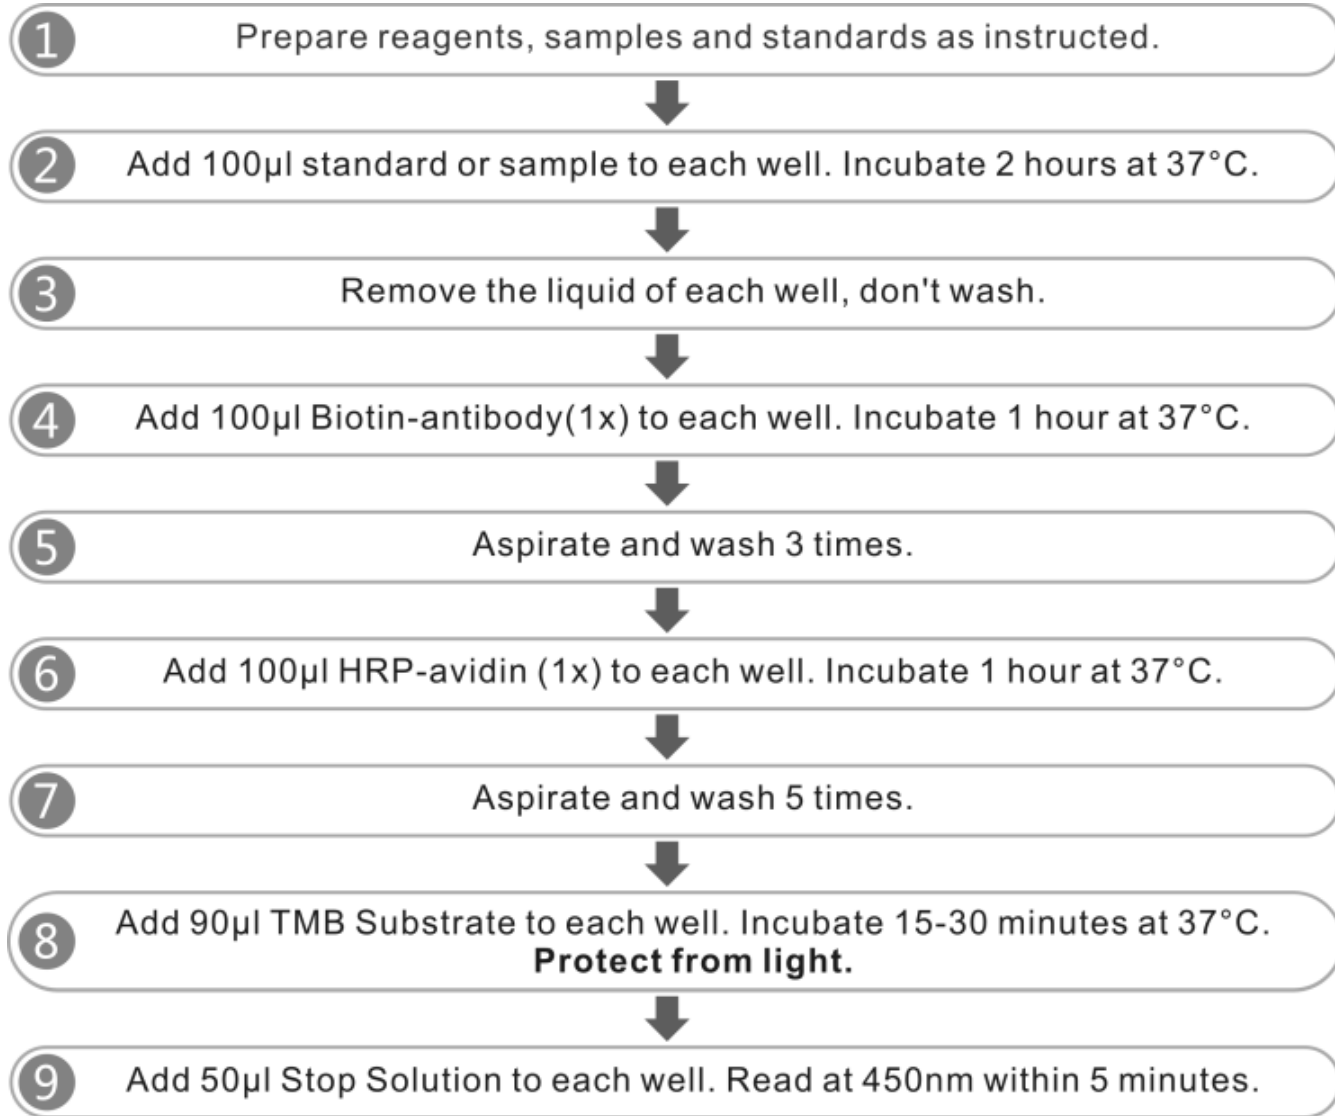 1 Prepare reagents, samples and standards as instructed.
2 Add 100µl standard or sample to each well. Incubate 2 hours at 37°C.
3 Remove the liquid of each well, don't wash.
4 Add 100µl Biotin-antibody(1x) to each well. Incubate 1 hour at 37°C.
5 Aspirate and wash 3 times.
6 Add 100µl HRP-avidin (1x) to each well. Incubate 1 hour at 37°C.
7 Aspirate and wash 5 times.
8 Add 90µl TMB Substrate to each well. Incubate 15-30 minutes at 37°C.
Protect from light.
9 Add 50µl Stop Solution to each well. Read at 450nm within 5 minutes.